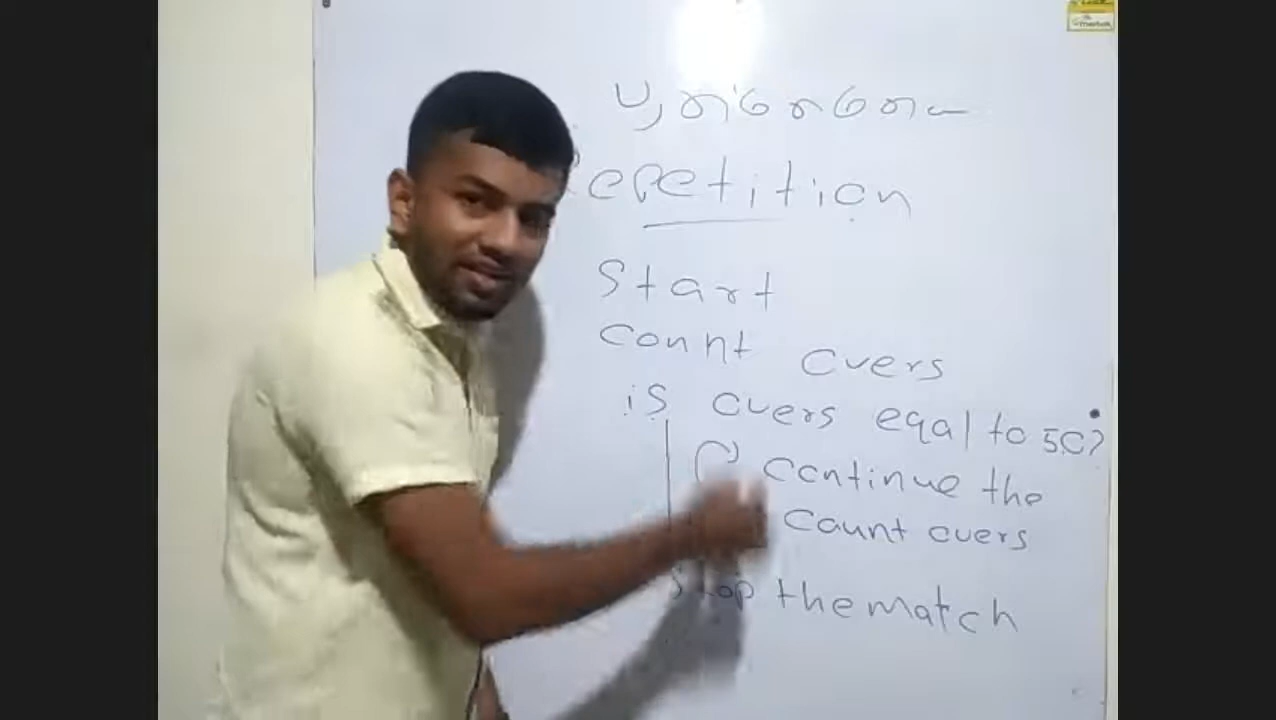 Repetition
Start
count overs
is overs eqal to 50?
continue the
count overs
Stop the match